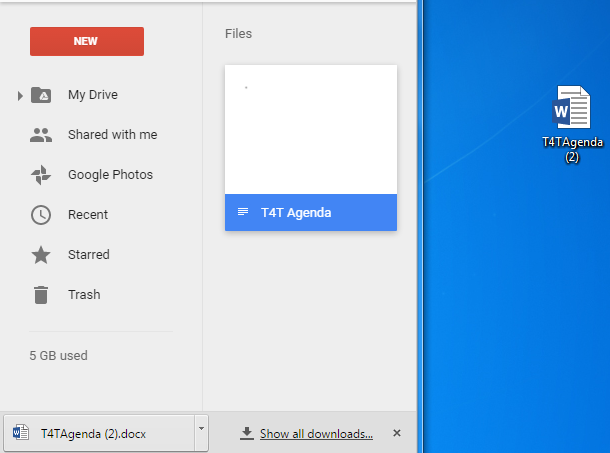 NEW
My Drive
Shared with me
Google Photos
Recent
Starred
Trash
5 GB used
Files
T4T Agenda
T4TAgenda
(2)
T4TAgenda (2).docx
Show all downloads...